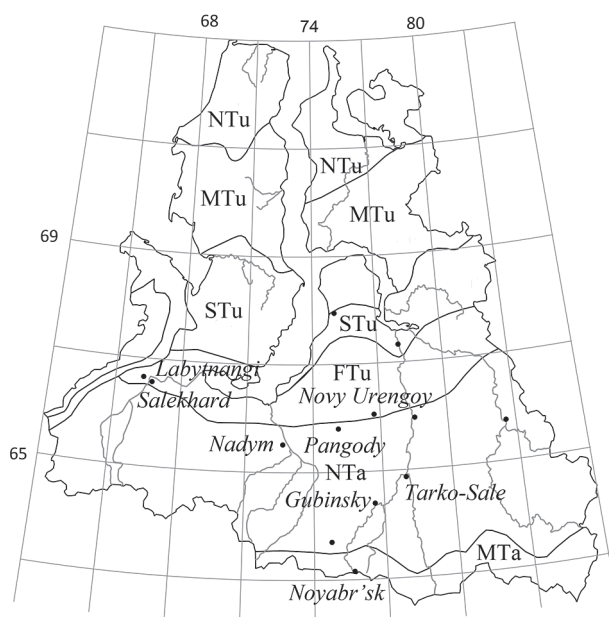 68 74 80
NTu
NTu
MTu
MTu
69
STu
STu
Labytnangi
FTu
Salekhard
Novy Urengoy
Nadym
Pangody
65
NTa
Gubinsky
Tarko-Sale
MTa
Noyabr'sk